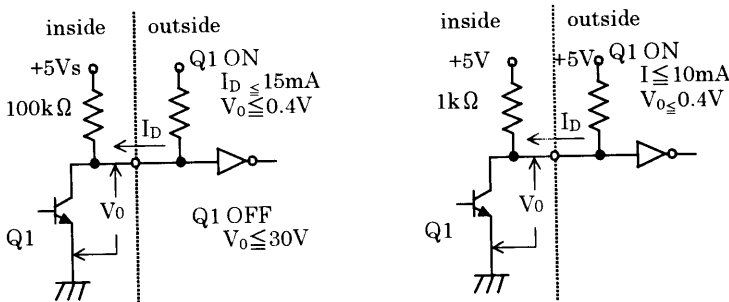 inside outside
+5Vs
Q1 ON
I_D ≦ 15mA
V_0 ≦ 0.4V
100kΩ
I_D
V_0
Q1
Q1 OFF
V_0 ≦ 30V
inside outside
+5V
+5V
Q1 ON
I ≦ 10mA
V_0 ≦ 0.4V
1kΩ
I_D
V_0
Q1